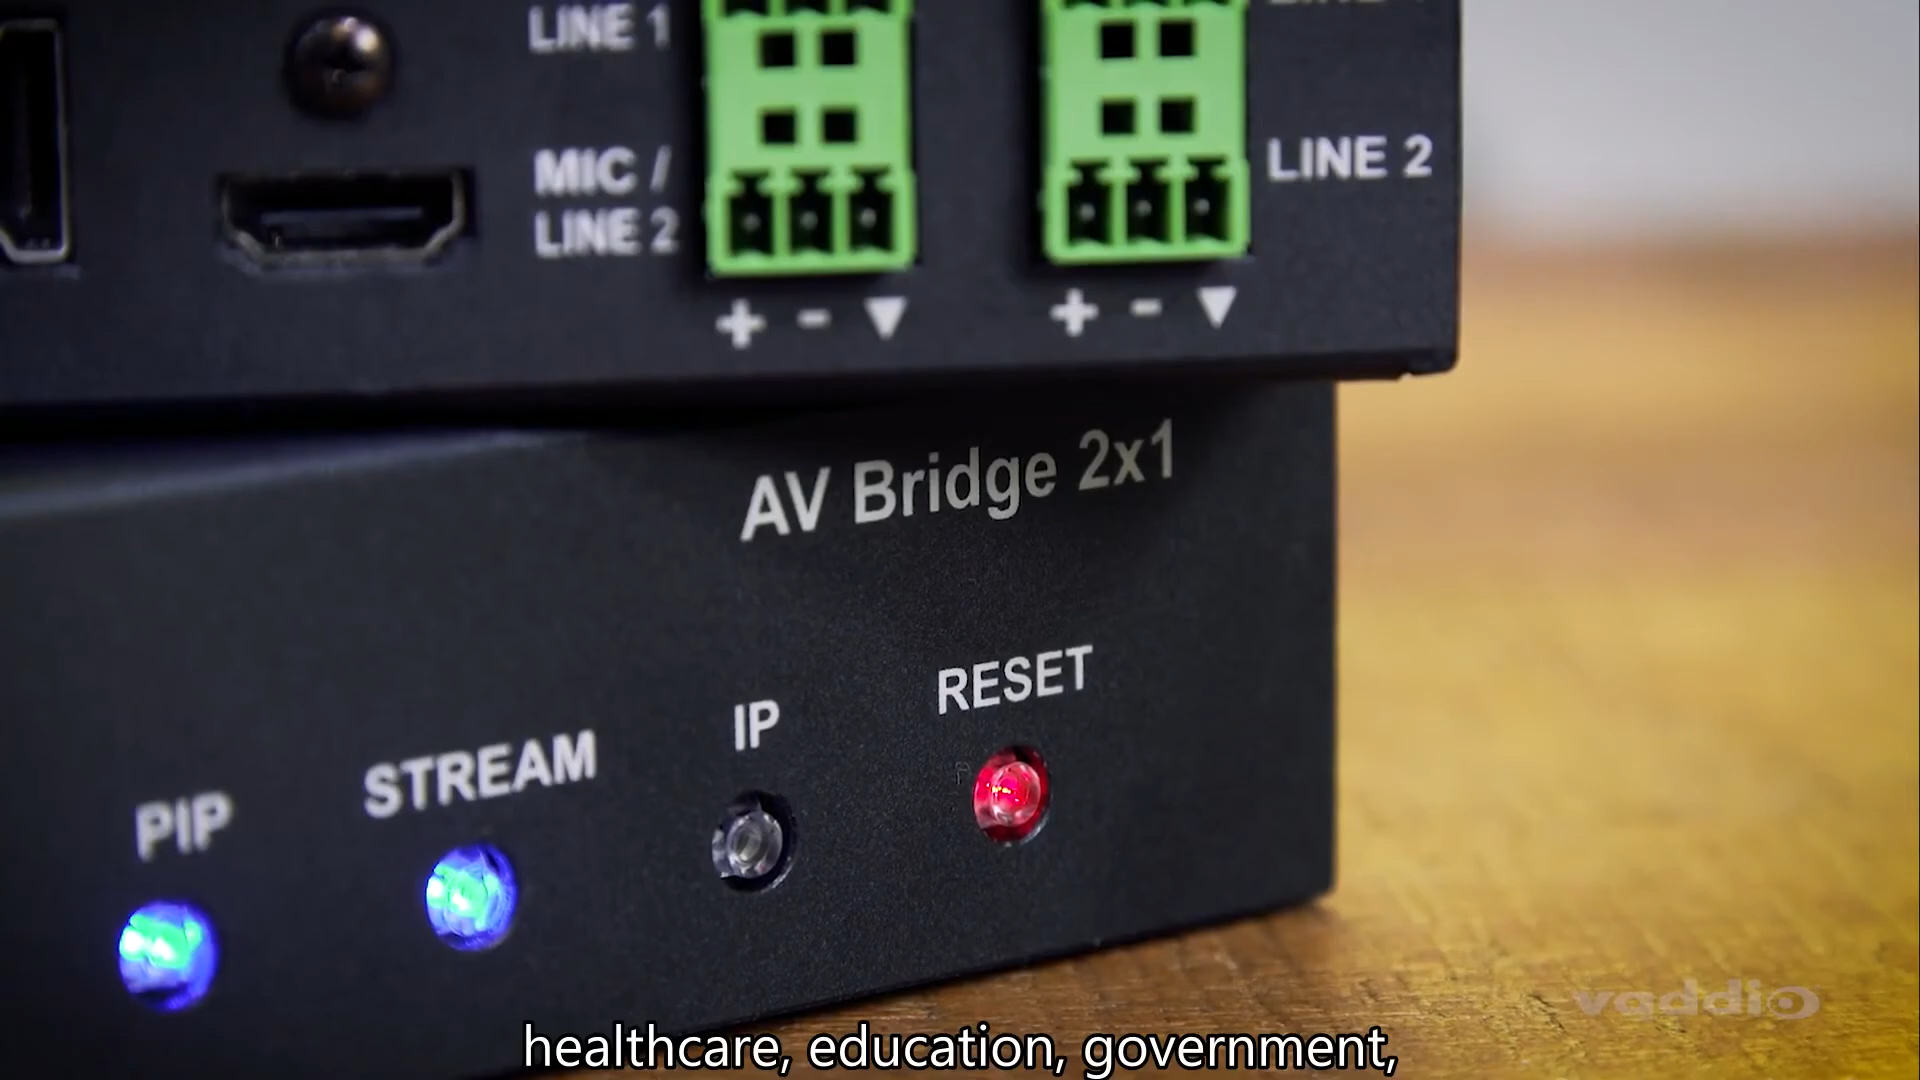 LINE 1
MIC /
LINE 2
LINE 2
+ - ▼
+ - ▼
AV Bridge 2x1
PIP
STREAM
IP
RESET
vaddio
healthcare, education, government,